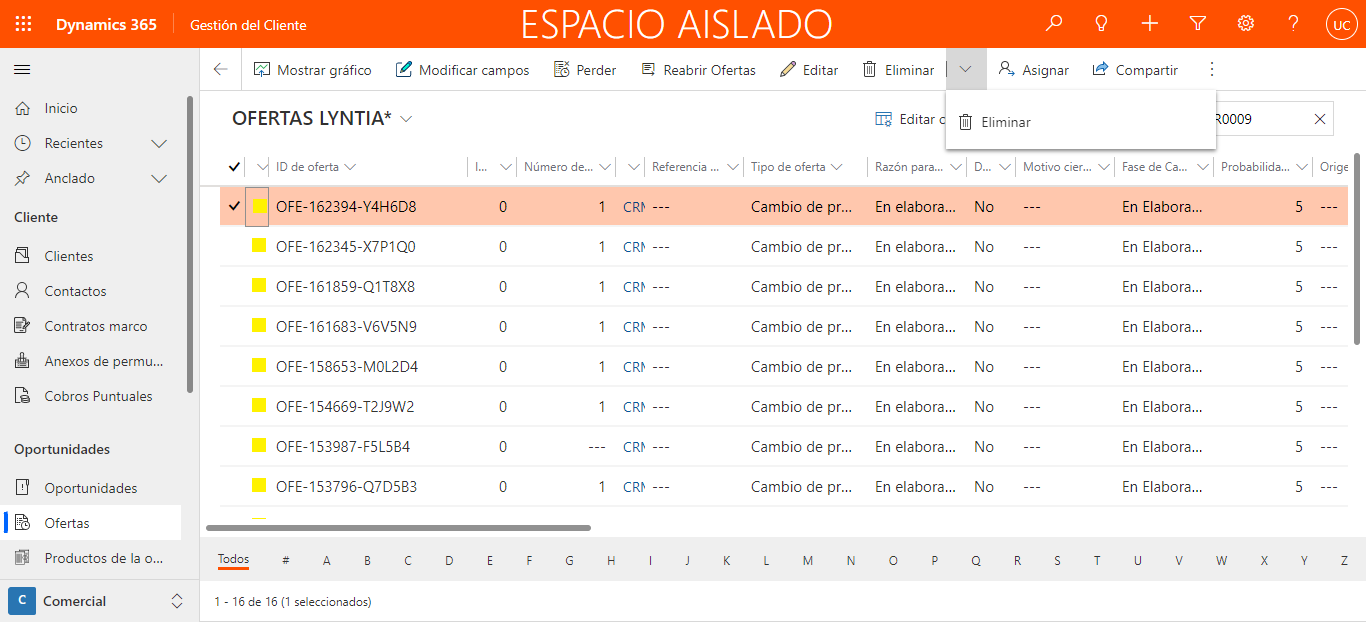 Dynamics 365 Gestión del Cliente ESPACIO AISLADO ? UC
Mostrar gráfico Modificar campos Perder Reabrir Ofertas Editar Eliminar Asignar Compartir
Inicio
Recientes
Anclado
Cliente
Clientes
Contactos
Contratos marco
Anexos de permu...
Cobros Puntuales
Oportunidades
Oportunidades
Ofertas
Productos de la o...
C Comercial
OFERTAS LYNTIA* Editar c R0009
Eliminar
ID de oferta I... Número de... Referencia ... Tipo de oferta Razón para... D... Motivo cier... Fase de Ca... Probabilida... Orige
OFE-162394-Y4H6D8 0 1 CRM --- Cambio de pr... En elabora... No --- En Elabora... 5 ---
OFE-162345-X7P1Q0 0 1 CRM --- Cambio de pr... En elabora... No --- En Elabora... 5 ---
OFE-161859-Q1T8X8 0 1 CRM --- Cambio de pr... En elabora... No --- En Elabora... 5 ---
OFE-161683-V6V5N9 0 1 CRM --- Cambio de pr... En elabora... No --- En Elabora... 5 ---
OFE-158653-M0L2D4 0 1 CRM --- Cambio de pr... En elabora... No --- En Elabora... 5 ---
OFE-154669-T2J9W2 0 1 CRM --- Cambio de pr... En elabora... No --- En Elabora... 5 ---
OFE-153987-F5L5B4 0 --- CRM --- Cambio de pr... En elabora... No --- En Elabora... 5 ---
OFE-153796-Q7D5B3 0 1 CRM --- Cambio de pr... En elabora... No --- En Elabora... 5 ---
Todos # A B C D E F G H I J K L M N O P Q R S T U V W X Y Z
1 - 16 de 16 (1 seleccionados)